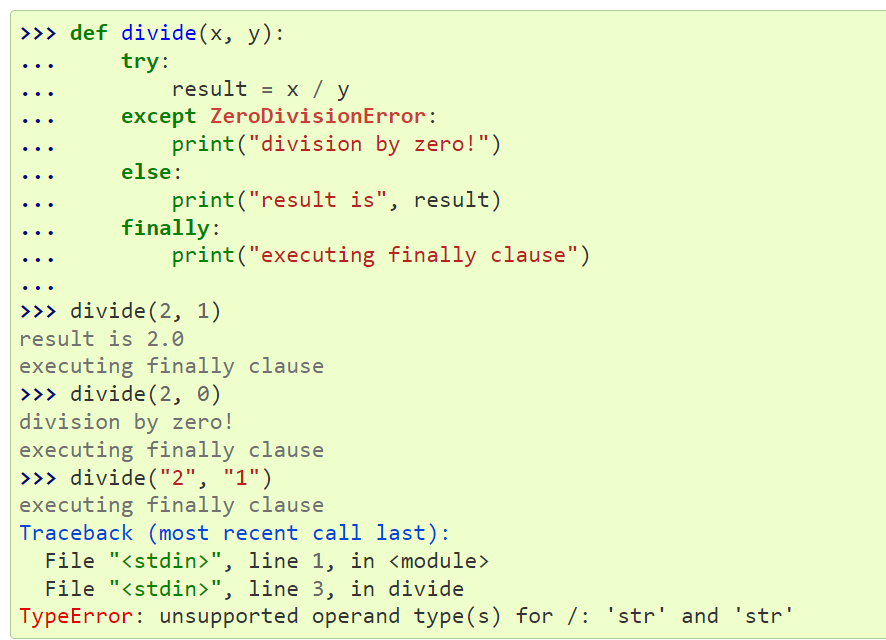 >>> def divide(x, y):
...     try:
...         result = x / y
...     except ZeroDivisionError:
...         print("division by zero!")
...     else:
...         print("result is", result)
...     finally:
...         print("executing finally clause")
...
>>> divide(2, 1)
result is 2.0
executing finally clause
>>> divide(2, 0)
division by zero!
executing finally clause
>>> divide("2", "1")
executing finally clause
Traceback (most recent call last):
  File "<stdin>", line 1, in <module>
  File "<stdin>", line 3, in divide
TypeError: unsupported operand type(s) for /: 'str' and 'str'